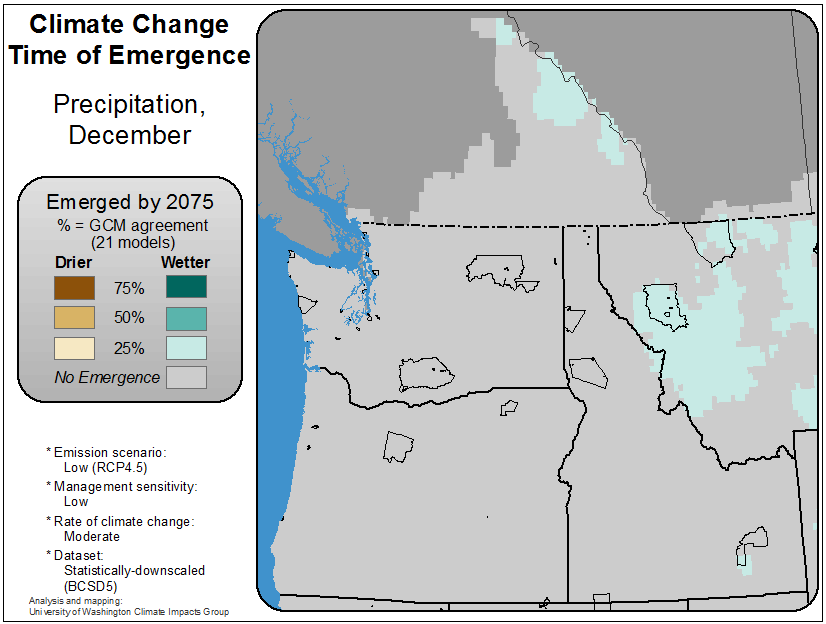 Climate Change
Time of Emergence
Precipitation,
December
Emerged by 2075
% = GCM agreement
(21 models)
Drier Wetter
75%
50%
25%
No Emergence
* Emission scenario:
Low (RCP4.5)
* Management sensitivity:
Low
* Rate of climate change:
Moderate
* Dataset:
Statistically-downscaled
(BCSD5)
Analysis and mapping:
University of Washington Climate Impacts Group